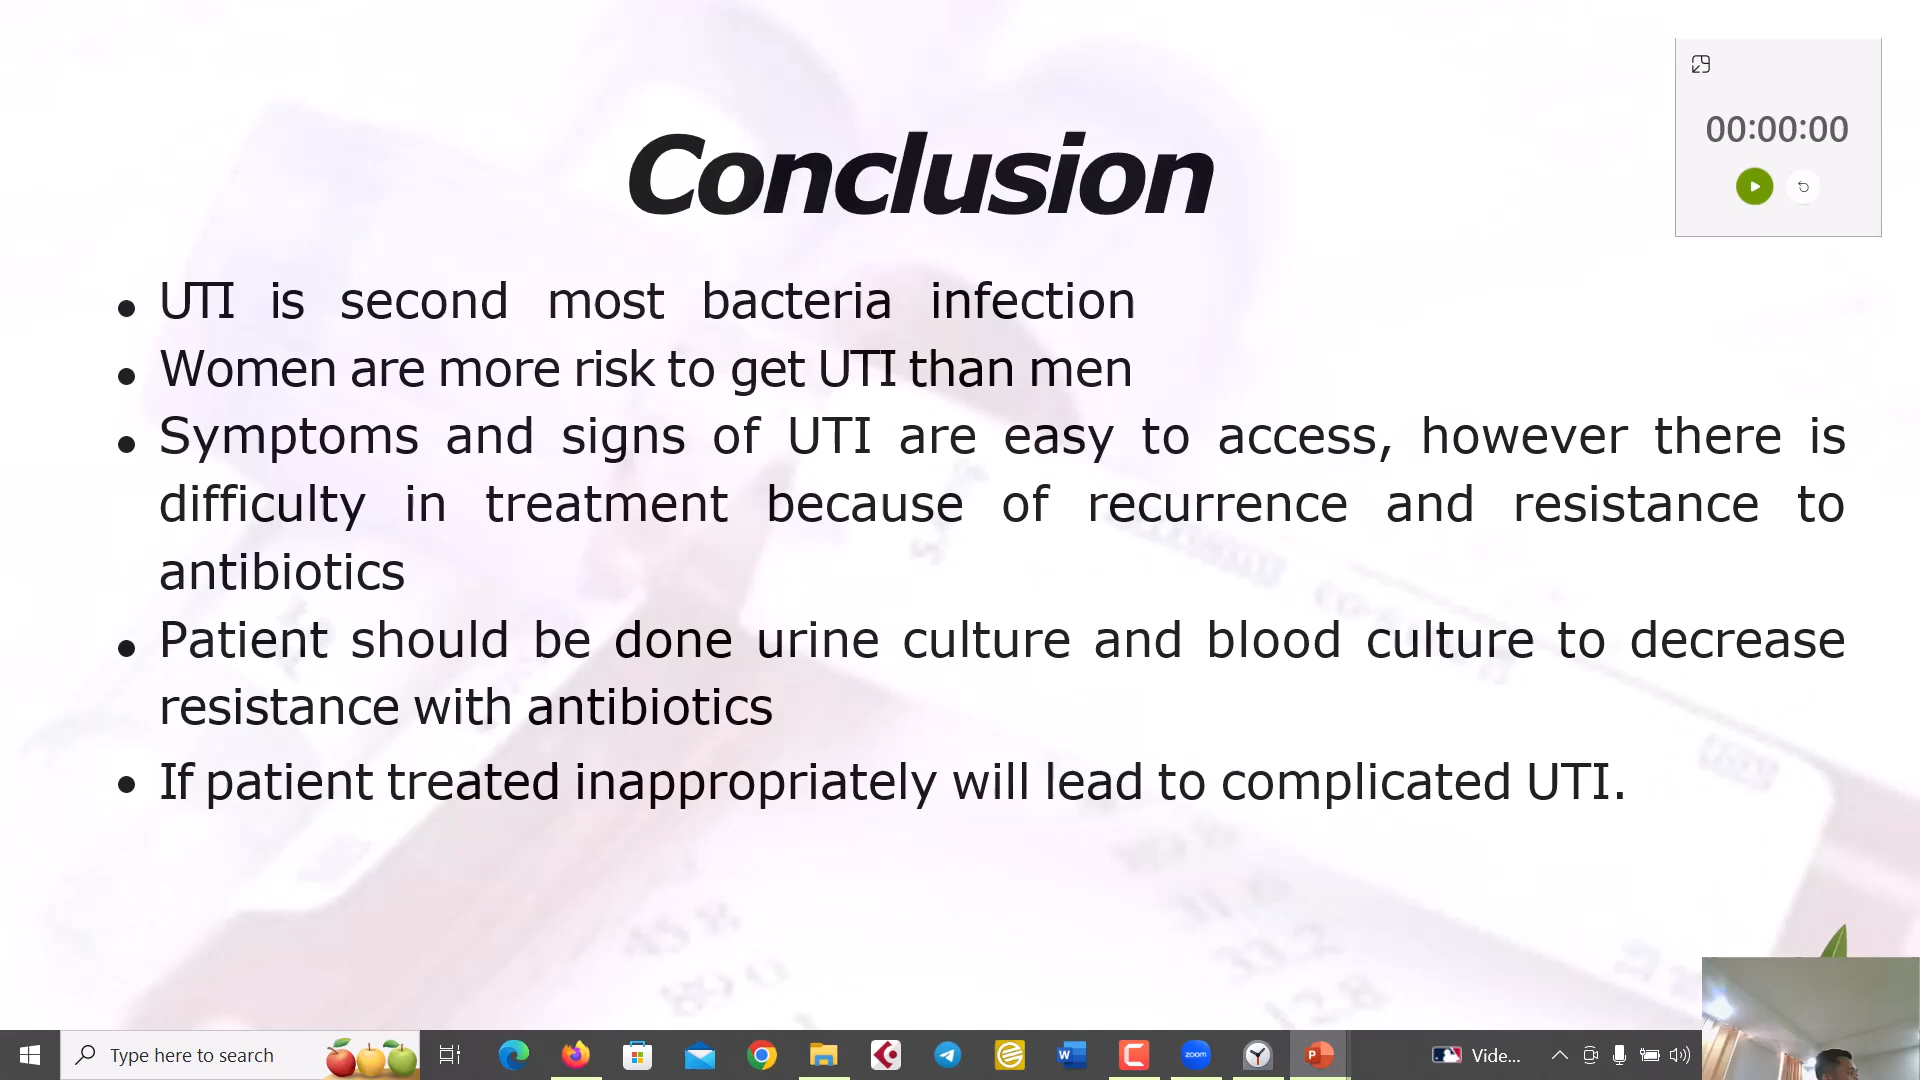 00:00:00
Conclusion
UTI is second most bacteria infection
Women are more risk to get UTI than men
Symptoms and signs of UTI are easy to access, however there is
difficulty in treatment because of recurrence and resistance to
antibiotics
Patient should be done urine culture and blood culture to decrease
resistance with antibiotics
If patient treated inappropriately will lead to complicated UTI.
Type here to search
zoom
Vide...